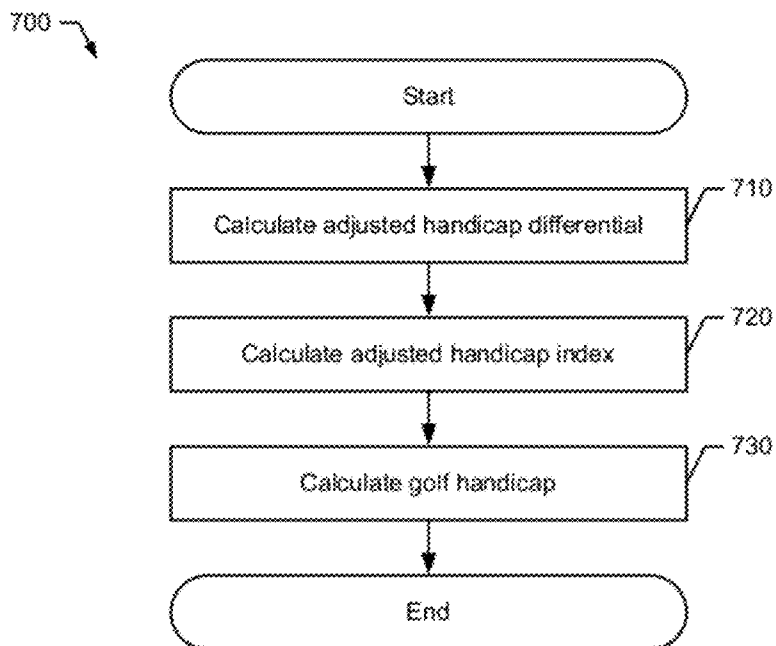 700
Start
710
Calculate adjusted handicap differential
720
Calculate adjusted handicap index
730
Calculate golf handicap
End